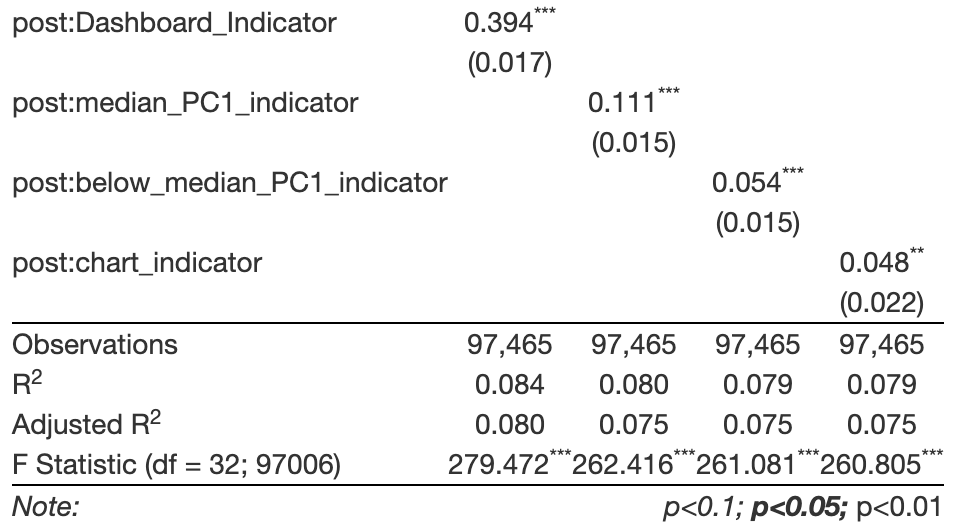 post:Dashboard_Indicator 0.394***
(0.017)
post:median_PC1_indicator 0.111***
(0.015)
post:below_median_PC1_indicator 0.054***
(0.015)
post:chart_indicator 0.048**
(0.022)
Observations 97,465 97,465 97,465 97,465
R2 0.084 0.080 0.079 0.079
Adjusted R2 0.080 0.075 0.075 0.075
F Statistic (df = 32; 97006) 279.472*** 262.416*** 261.081*** 260.805***
Note: p<0.1; p<0.05; p<0.01